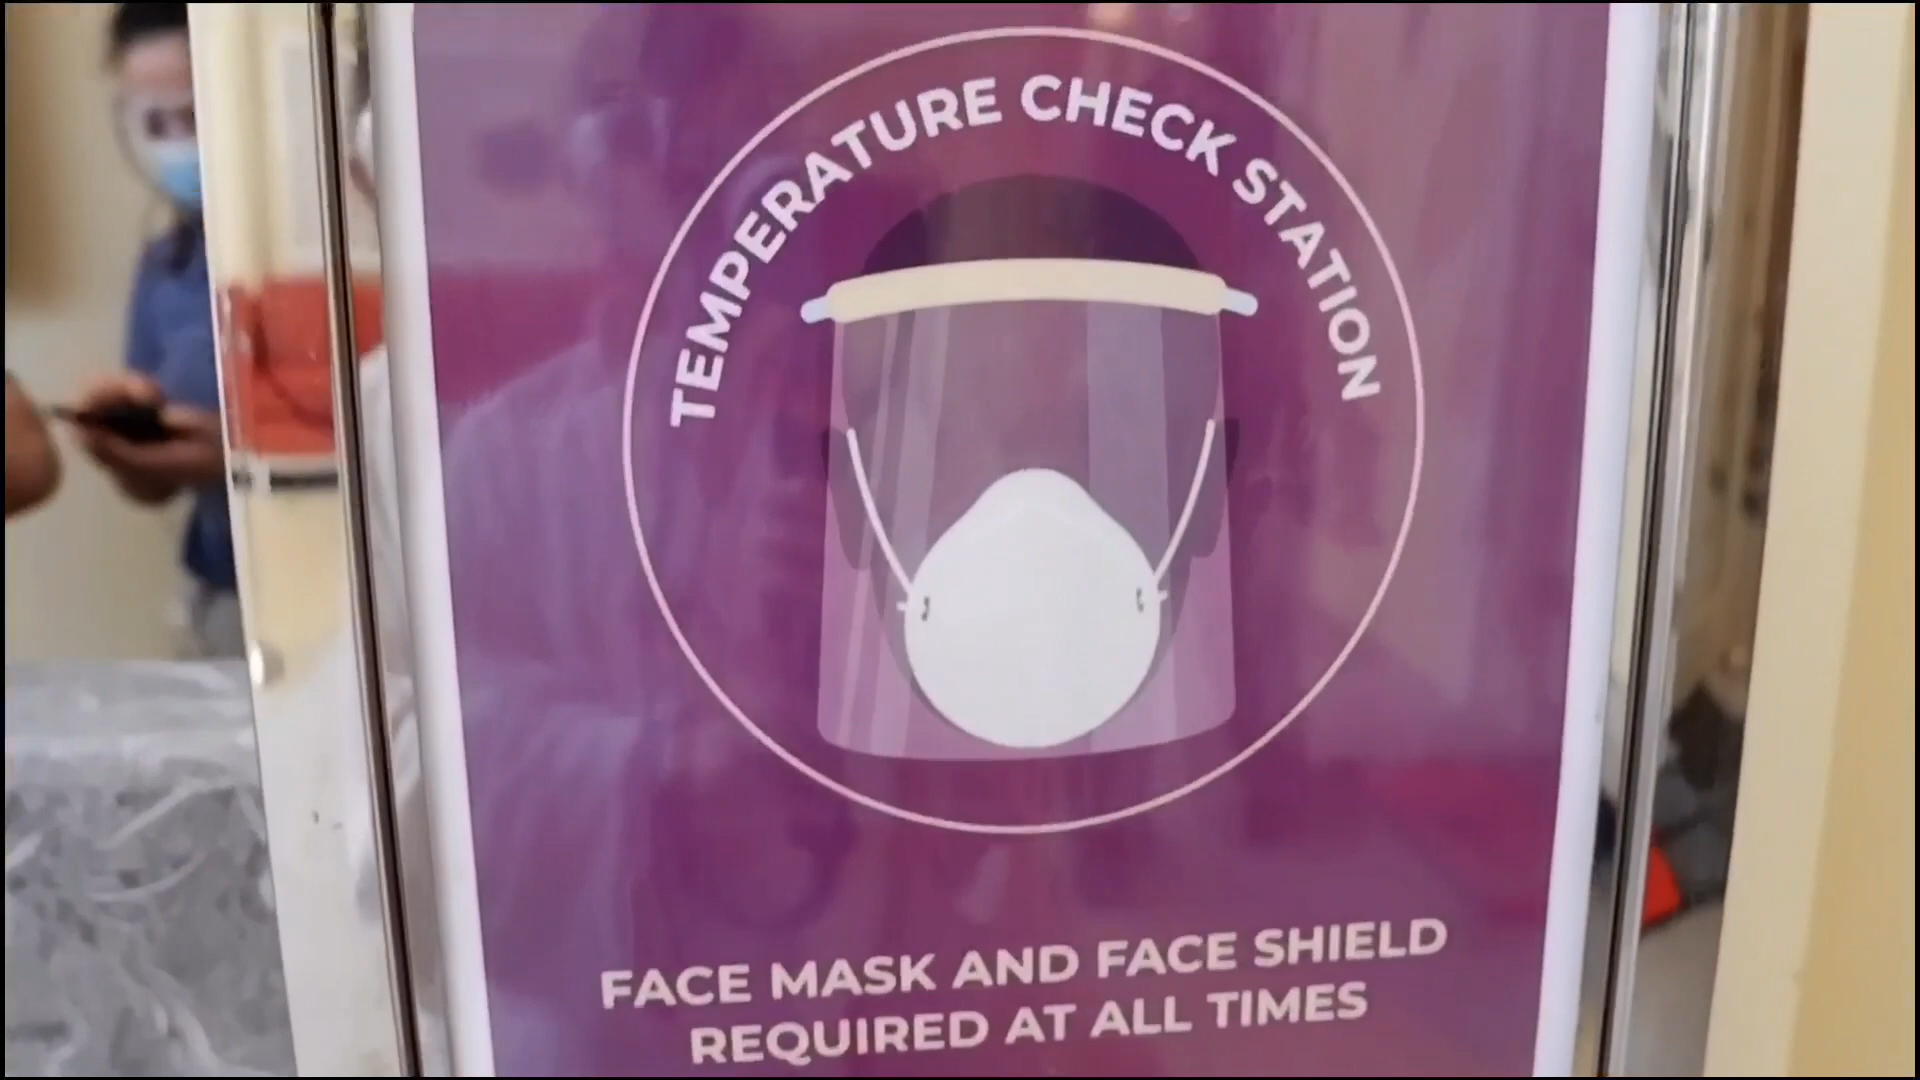 TEMPERATURE CHECK STATION
FACE MASK AND FACE SHIELD
REQUIRED AT ALL TIMES